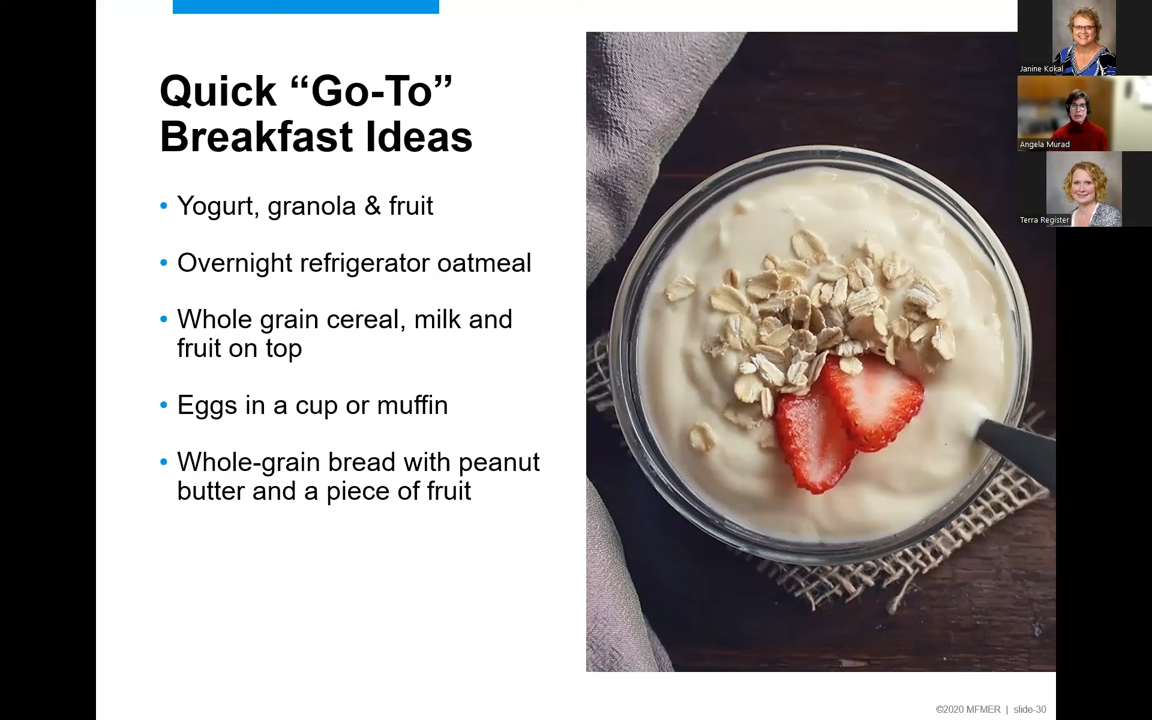 Quick “Go-To”
Breakfast Ideas
• Yogurt, granola & fruit
• Overnight refrigerator oatmeal
• Whole grain cereal, milk and
fruit on top
• Eggs in a cup or muffin
• Whole-grain bread with peanut
butter and a piece of fruit
Janine Kokal
Angela Murad
Terra Register
©2020 MFMER | slide-30